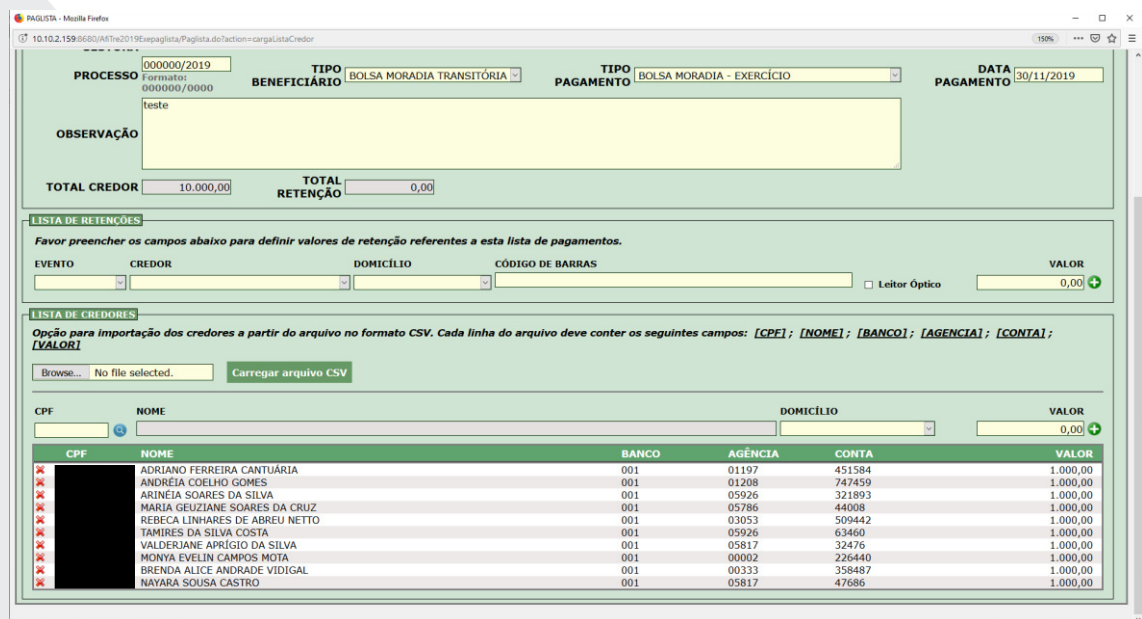 PAGLISTA - Mozilla Firefox
10.10.2.159:8680/AfiTre2019Exepaglista/Paglista.do?action=cargaListaCredor 150%
PROCESSO 000000/2019 TIPO BENEFICIÁRIO BOLSA MORADIA TRANSITÓRIA TIPO PAGAMENTO BOLSA MORADIA - EXERCÍCIO DATA PAGAMENTO 30/11/2019
Formato:
000000/0000
OBSERVAÇÃO teste
TOTAL CREDOR 10.000,00 TOTAL RETENÇÃO 0,00
LISTA DE RETENÇÕES
Favor preencher os campos abaixo para definir valores de retenção referentes a esta lista de pagamentos.
EVENTO CREDOR DOMICÍLIO CÓDIGO DE BARRAS VALOR
Leitor Óptico 0,00
LISTA DE CREDORES
Opção para importação dos credores a partir do arquivo no formato CSV. Cada linha do arquivo deve conter os seguintes campos: [CPF] ; [NOME] ; [BANCO] ; [AGENCIA] ; [CONTA] ;
[VALOR]
Browse... No file selected. Carregar arquivo CSV
CPF NOME DOMICÍLIO VALOR
0,00
CPF NOME BANCO AGÊNCIA CONTA VALOR
ADRIANO FERREIRA CANTUÁRIA 001 01197 451584 1.000,00
ANDRÉIA COELHO GOMES 001 01208 747459 1.000,00
ARINÉIA SOARES DA SILVA 001 05926 321893 1.000,00
MARIA GEUZIANE SOARES DA CRUZ 001 05786 44008 1.000,00
REBECA LINHARES DE ABREU NETTO 001 03053 509442 1.000,00
TAMIRES DA SILVA COSTA 001 05926 63460 1.000,00
VALDERJANE APRÍGIO DA SILVA 001 05817 32476 1.000,00
MONYA EVELIN CAMPOS MOTA 001 00002 226440 1.000,00
BRENDA ALICE ANDRADE VIDIGAL 001 00333 358487 1.000,00
NAYARA SOUSA CASTRO 001 05817 47686 1.000,00